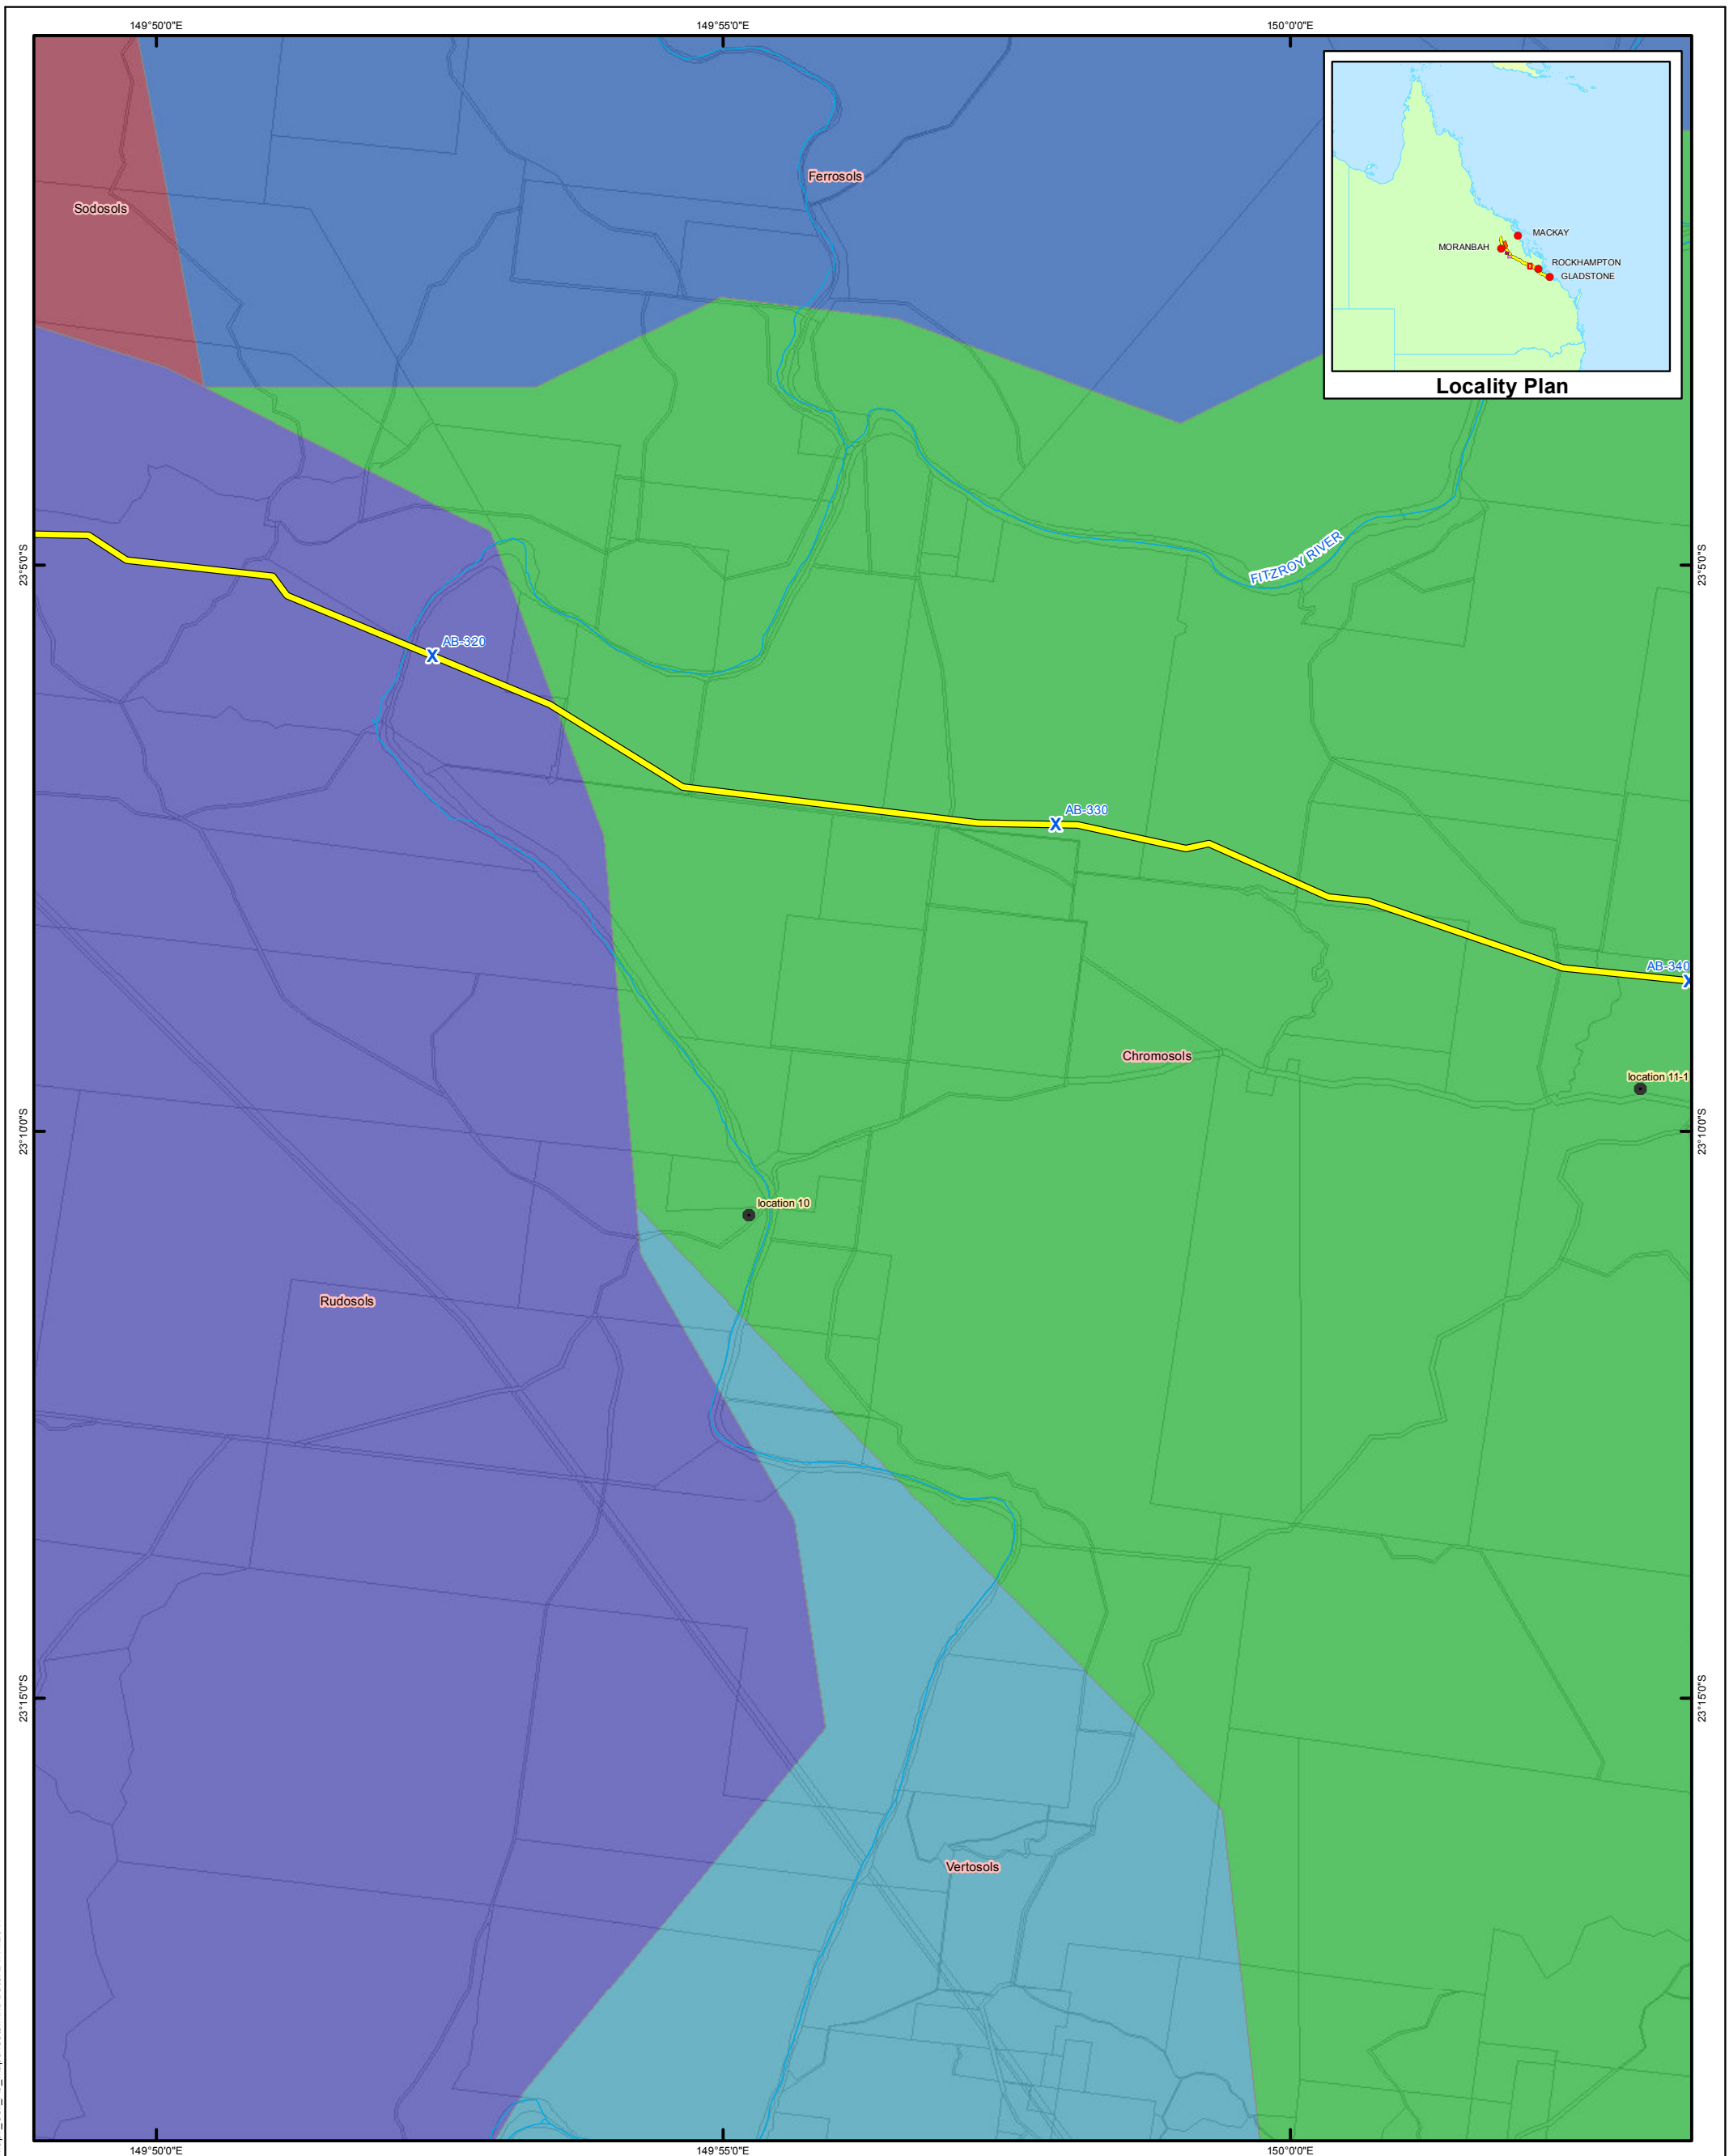 149°50'0"E
149°55'0"E
150°0'0"E
MACKAY
MORANBAH
ROCKHAMPTON
GLADSTONE
Locality Plan
Ferrosols
Sodosols
23°5'0"S
23°5'0"S
FITZROY RIVER
AB-320
AB-330
AB-340
Chromosols
location 11-1
23°10'0"S
23°10'0"S
location 10
Rudosols
23°15'0"S
23°15'0"S
Vertosols
149°50'0"E
149°55'0"E
150°0'0"E